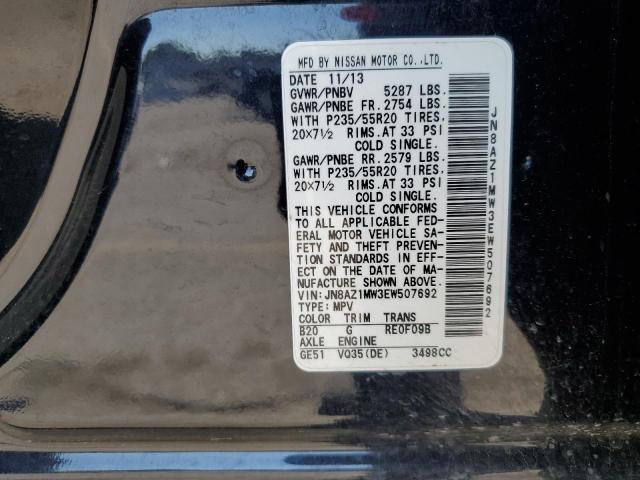 MFD BY NISSAN MOTOR CO.,LTD.
DATE 11/13
GVWR/PNBV 5287 LBS.
GAWR/PNBE FR. 2754 LBS.
WITH P235/55R20 TIRES,
20×7½ RIMS.AT 33 PSI
COLD SINGLE.
GAWR/PNBE RR. 2579 LBS.
WITH P235/55R20 TIRES,
20×7½ RIMS.AT 33 PSI
COLD SINGLE.
THIS VEHICLE CONFORMS
TO ALL APPLICABLE FED-
ERAL MOTOR VEHICLE SA-
FETY AND THEFT PREVEN-
TION STANDARDS IN EFF-
ECT ON THE DATE OF MA-
NUFACTURE SHOWN ABOVE.
VIN: JN8AZ1MW3EW507692
TYPE: MPV
COLOR TRIM TRANS
B20 G RE0F09B
AXLE ENGINE
GE51 VQ35(DE) 3498CC
JN8AZ1MW3EW507692